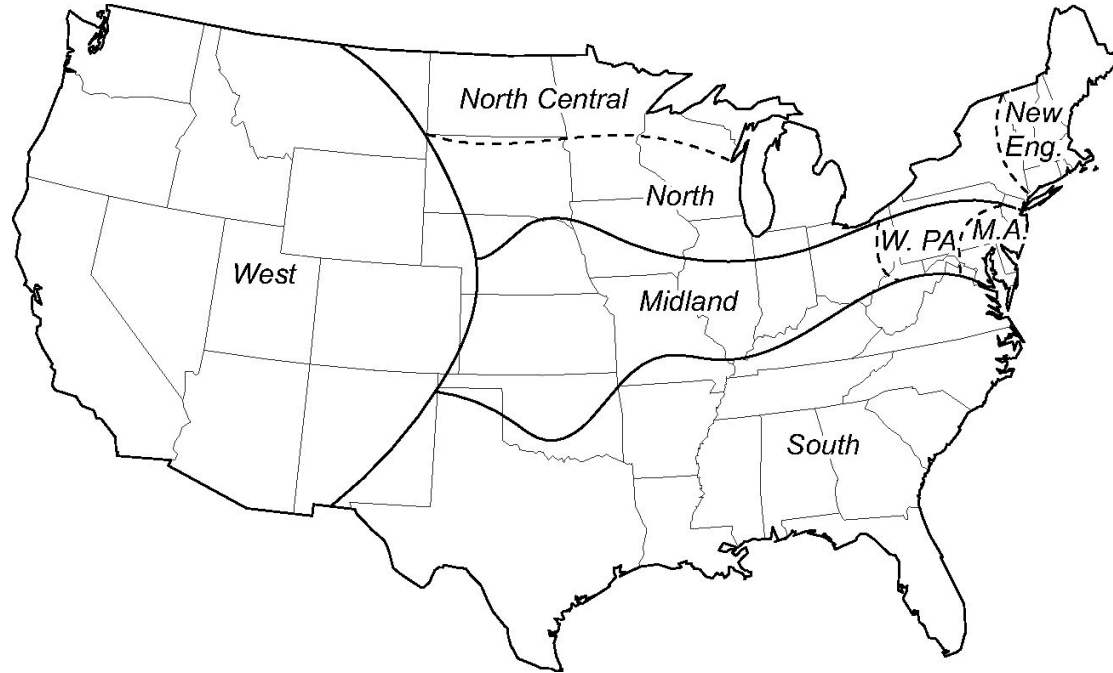 North Central
New
Eng.
North
W. PA
M.A.
West
Midland
South